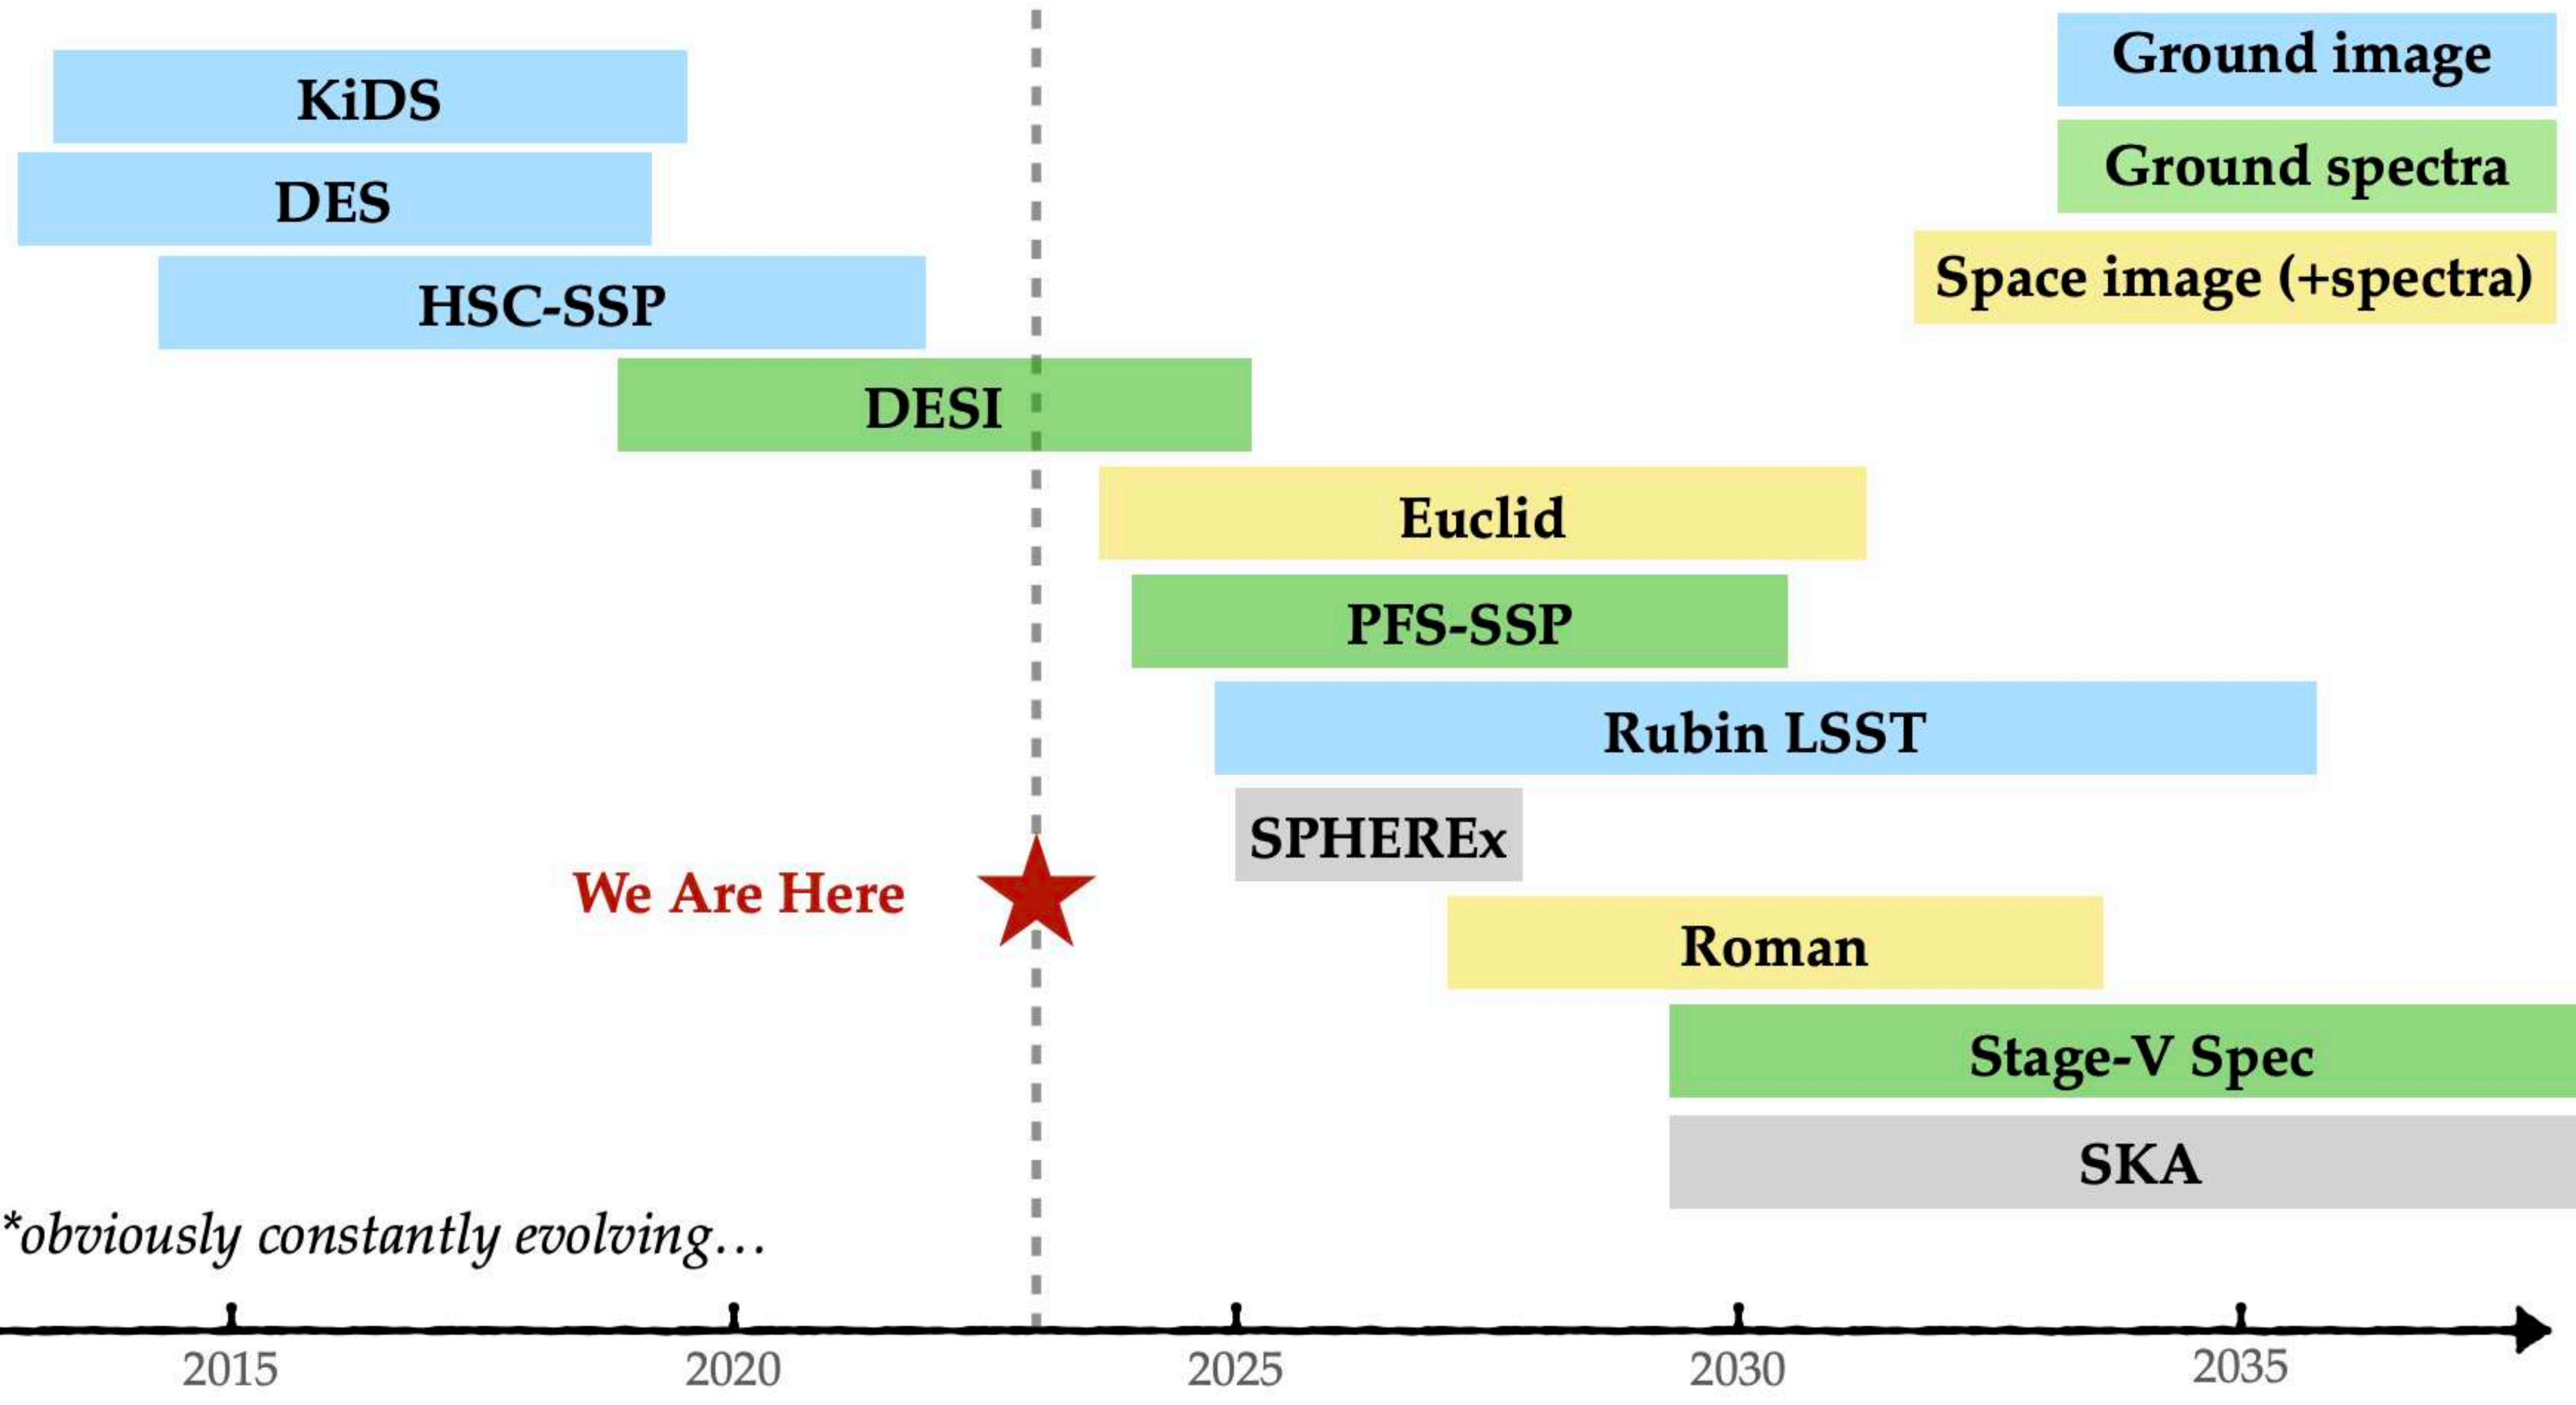 Ground image
KiDS
Ground spectra
DES
Space image (+spectra)
HSC-SSP
DESI
Euclid
PFS-SSP
Rubin LSST
SPHEREx
We Are Here
Roman
Stage-V Spec
SKA
*obviously constantly evolving...
2015 2020 2025 2030 2035